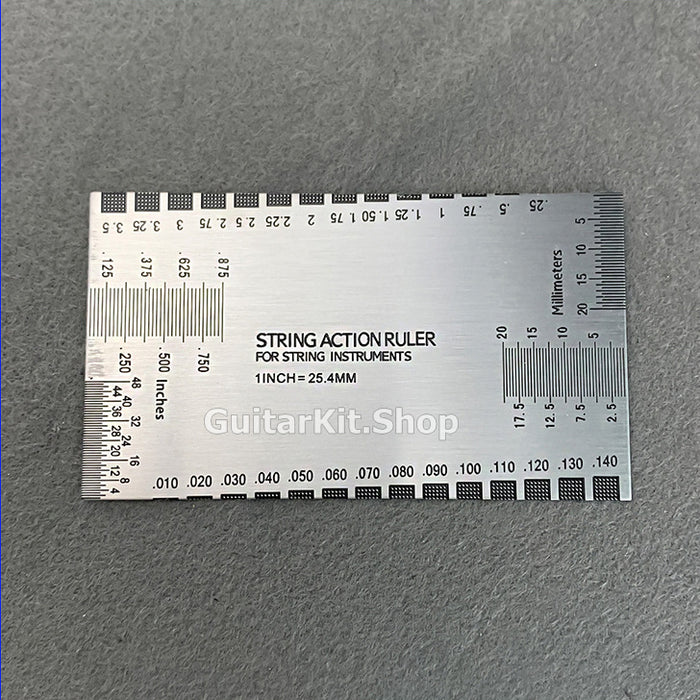 3.5 3.25 3 2.75 2.5 2.25 2 1.75 1.50 1.25 1 .75 .5 .25
5
10
15
20
Millimeters
.125 .375 .625 .875
.250 .500 .750
STRING ACTION RULER
FOR STRING INSTRUMENTS
1INCH=25.4MM
20 15 10 5
17.5 12.5 7.5 2.5
Inches
48 40 32 24 16 8
44 36 28 20 12 4
GuitarKit.Shop
.010 .020 .030 .040 .050 .060 .070 .080 .090 .100 .110 .120 .130 .140